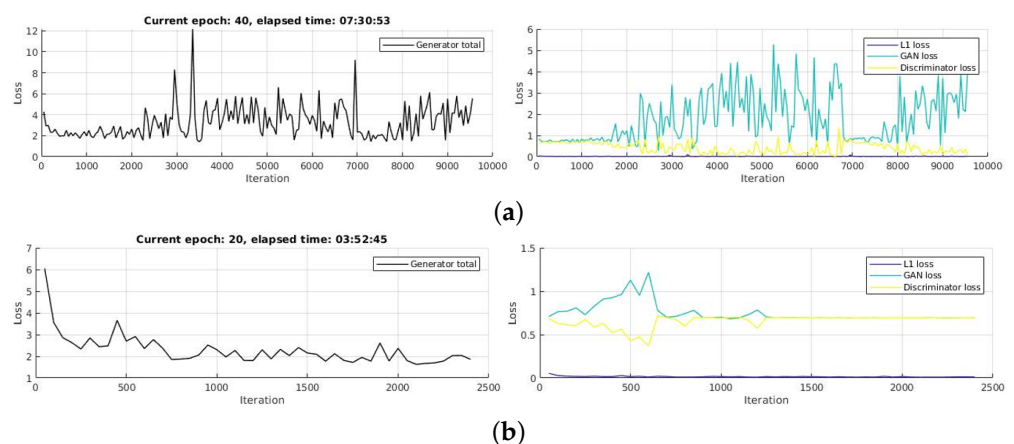 Current epoch: 40, elapsed time: 07:30:53
12
10
8
6
4
2
0
Loss
Generator total
0 1000 2000 3000 4000 5000 6000 7000 8000 9000 10000
Iteration
6
5
4
3
2
1
0
Loss
L1 loss
GAN loss
Discriminator loss
0 1000 2000 3000 4000 5000 6000 7000 8000 9000 10000
Iteration
(a)
Current epoch: 20, elapsed time: 03:52:45
7
6
5
4
3
2
1
Loss
Generator total
0 500 1000 1500 2000 2500
Iteration
1.5
1
0.5
0
Loss
L1 loss
GAN loss
Discriminator loss
0 500 1000 1500 2000 2500
Iteration
(b)